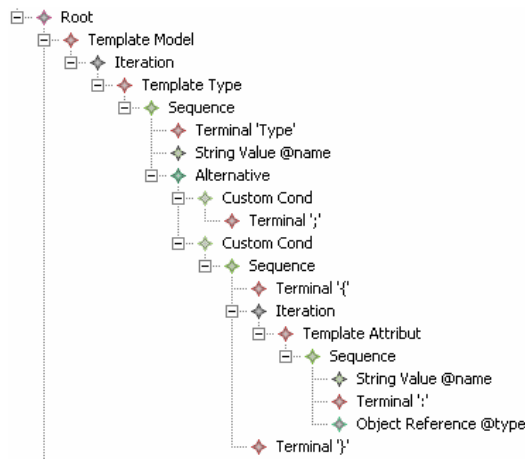 Root
Template Model
Iteration
Template Type
Sequence
Terminal 'Type'
String Value @name
Alternative
Custom Cond
Terminal ';'
Custom Cond
Sequence
Terminal '{'
Iteration
Template Attribut
Sequence
String Value @name
Terminal ':'
Object Reference @type
Terminal '}'